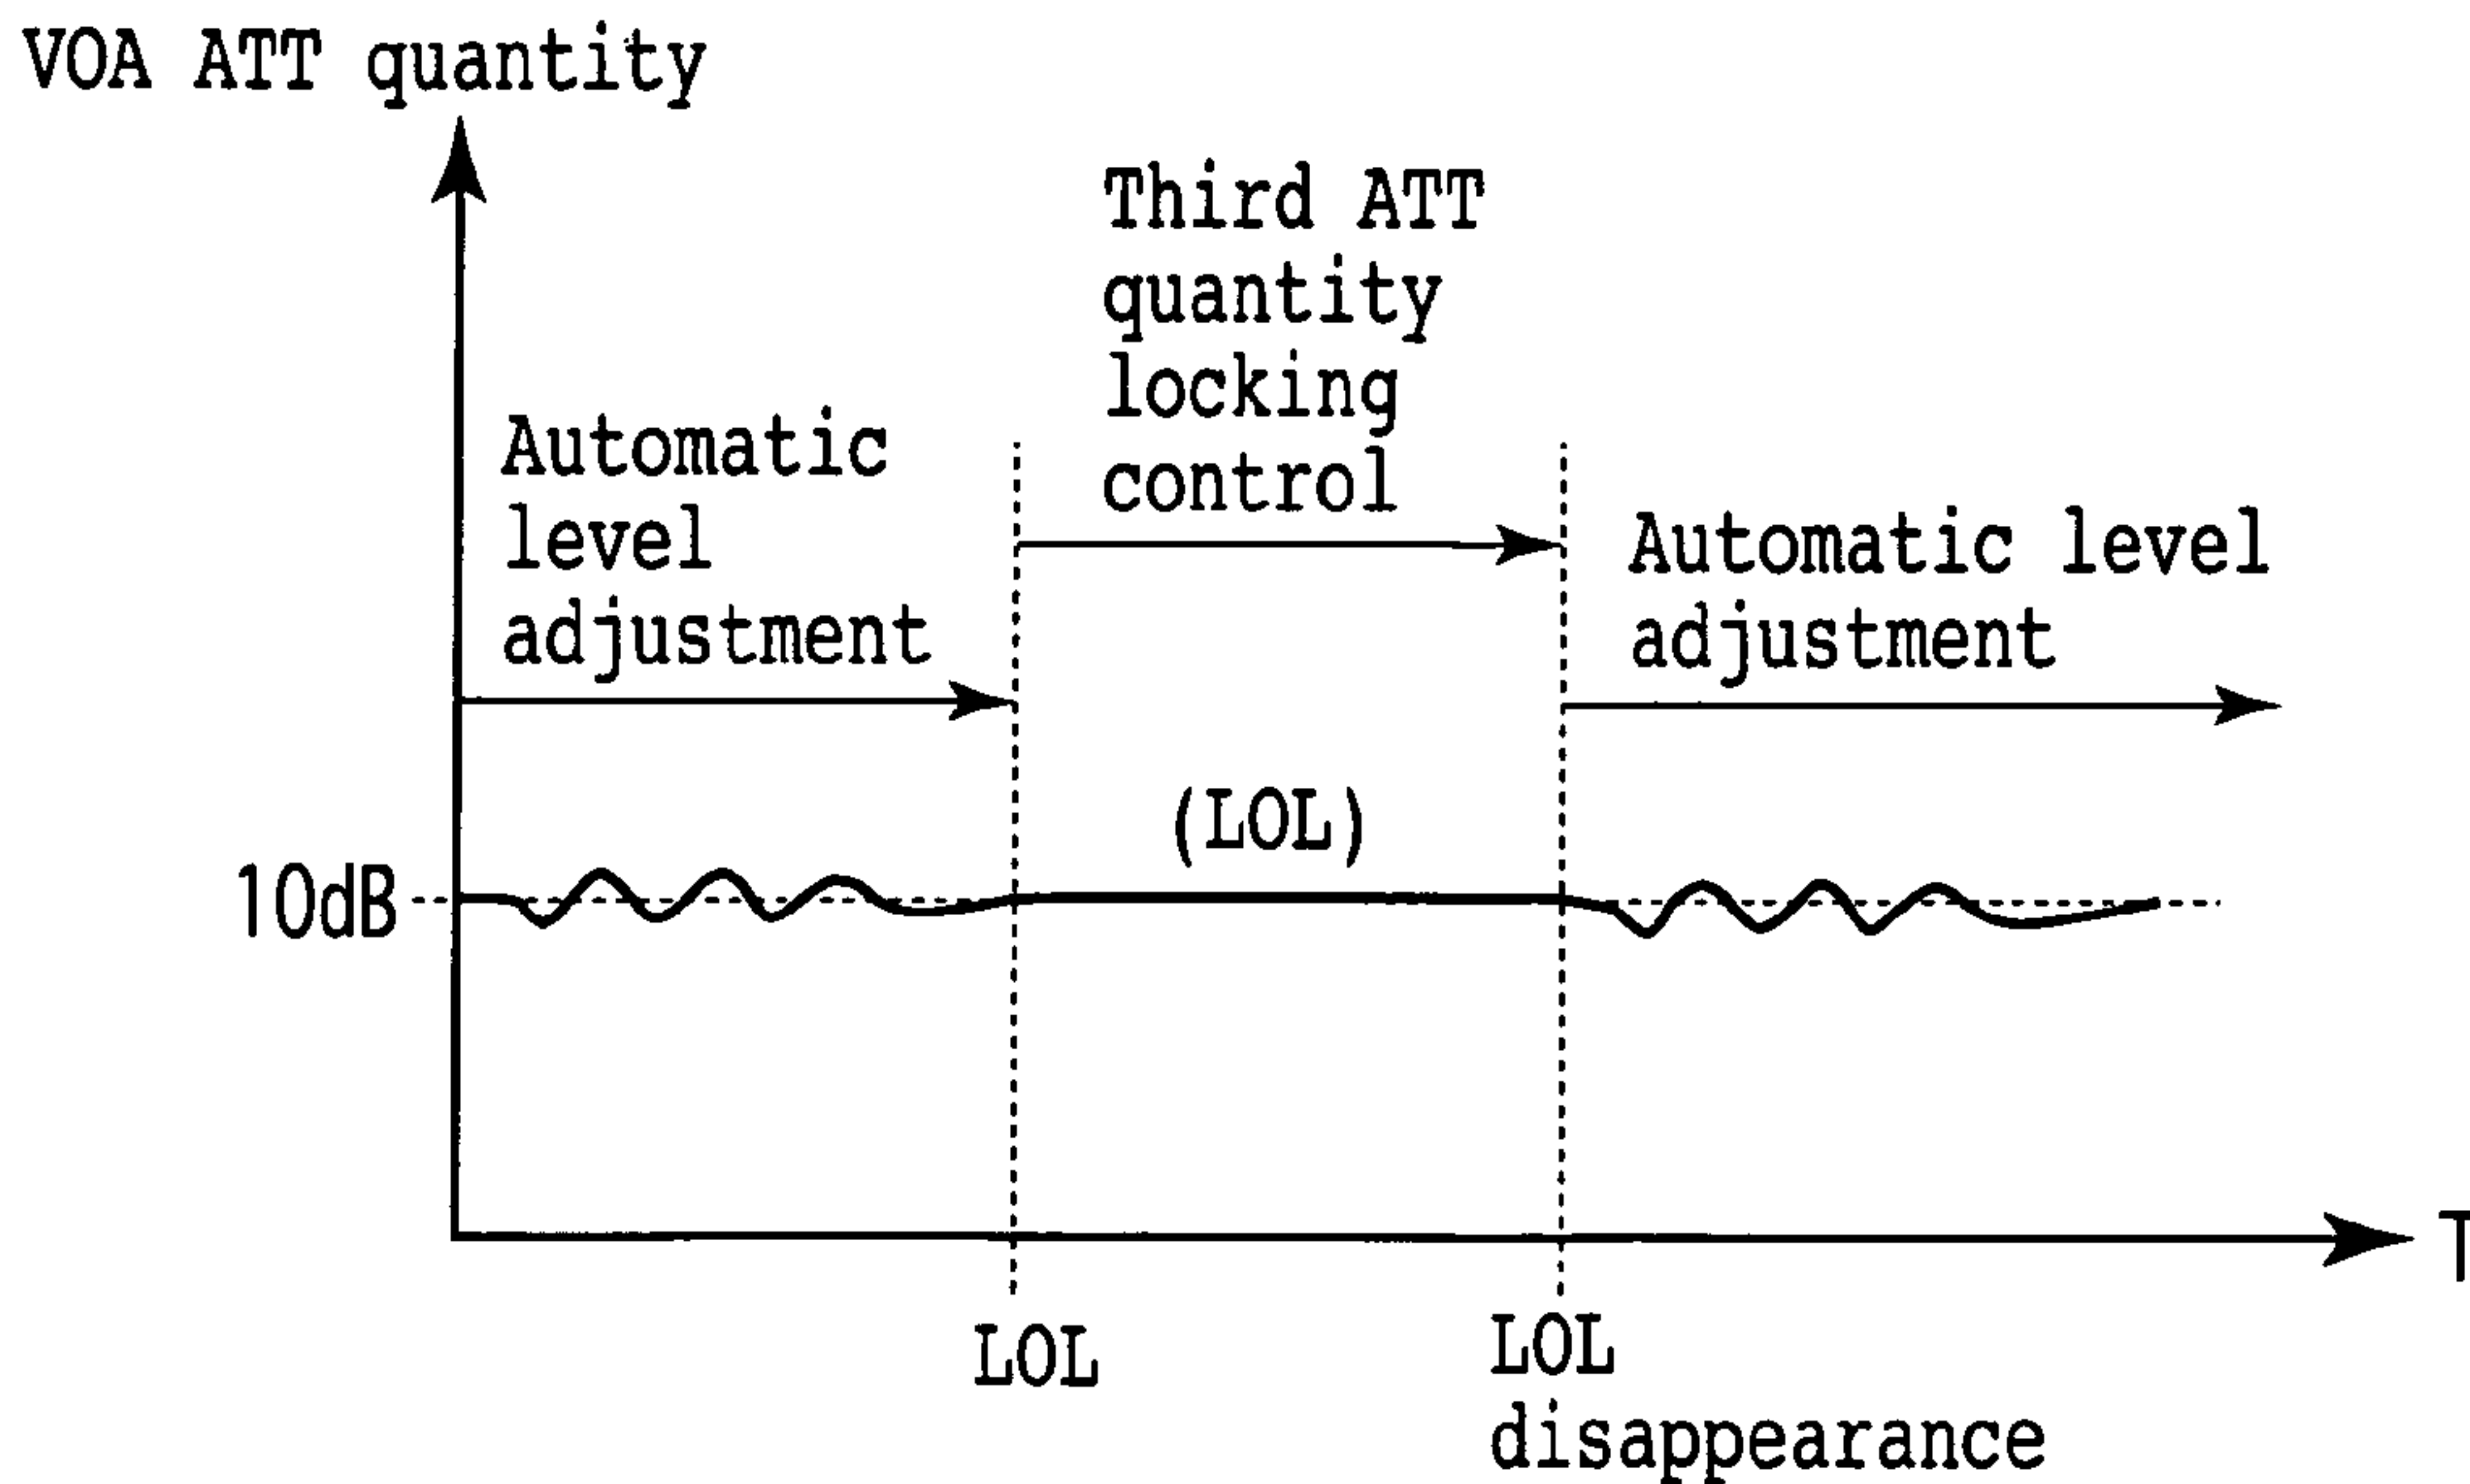 VOA ATT quantity
Third ATT
quantity
locking
control
Automatic
level
adjustment
Automatic level
adjustment
(LOL)
10dB
T
LOL
LOL
disappearance